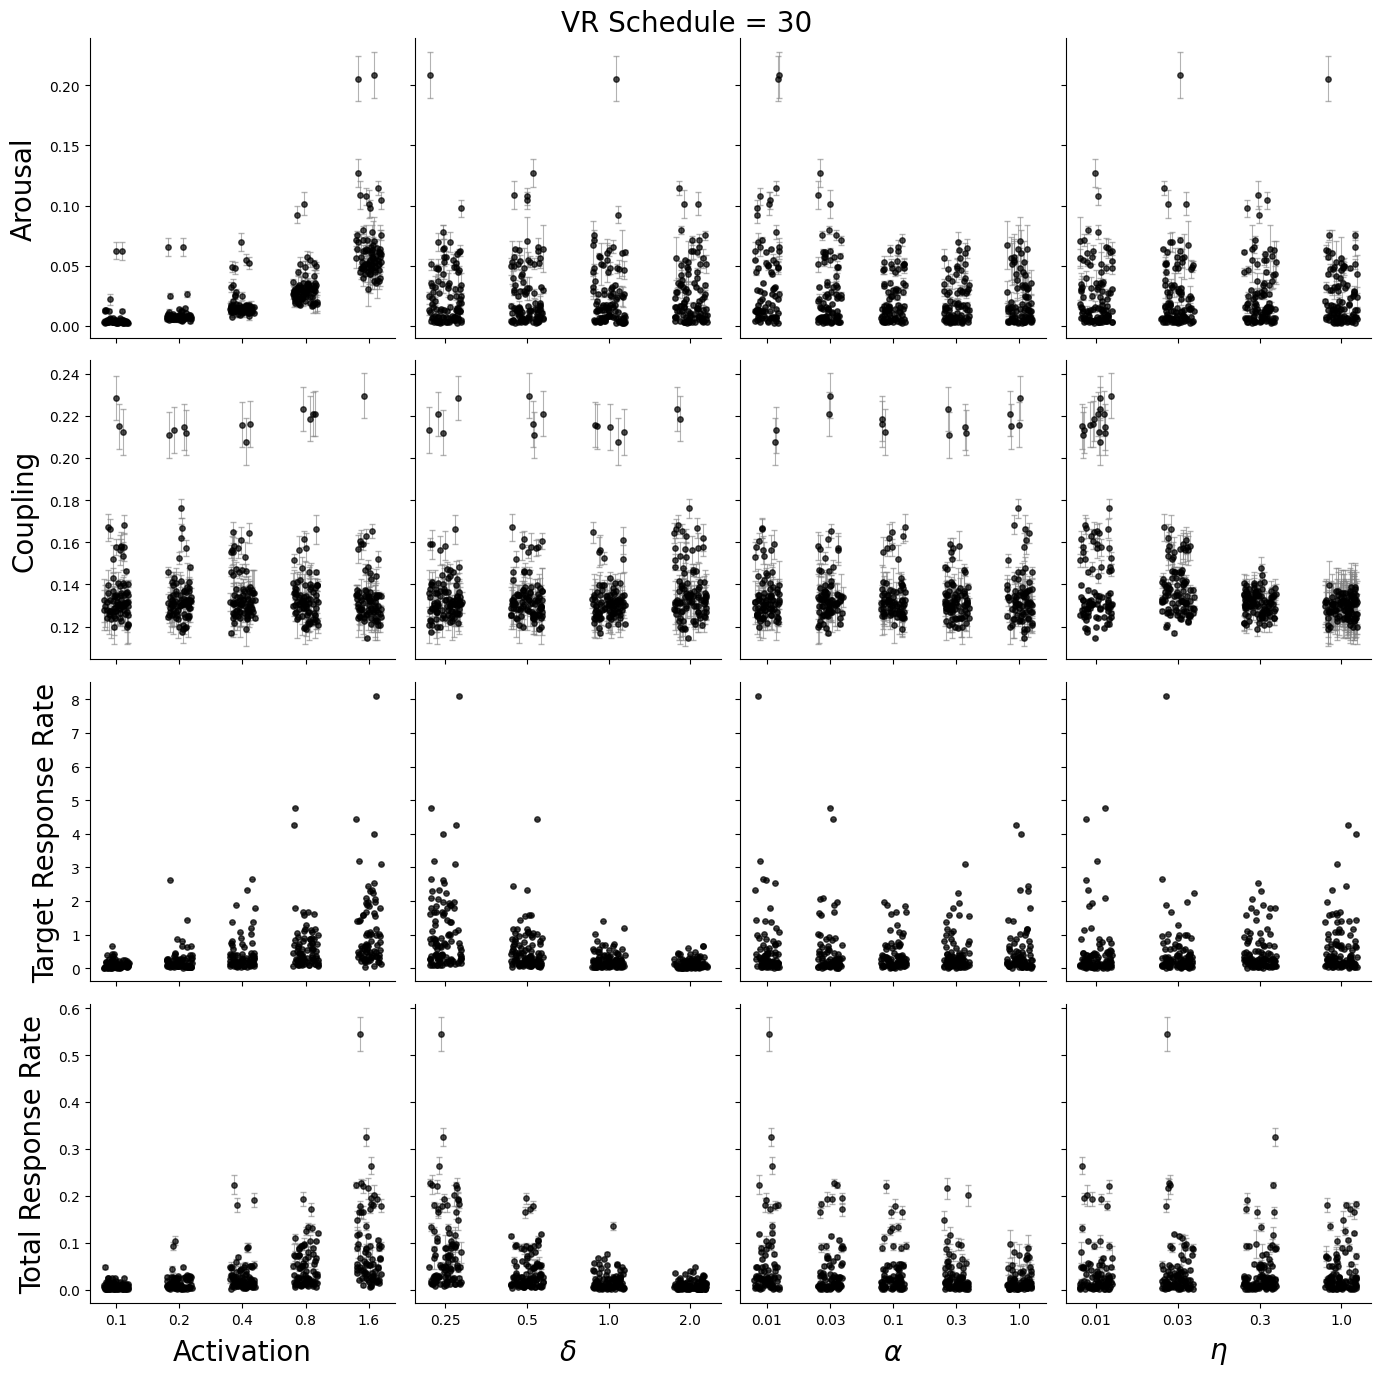 VR Schedule = 30
Arousal
0.20
0.15
0.10
0.05
0.00
Coupling
0.24
0.22
0.20
0.18
0.16
0.14
0.12
Target Response Rate
8
7
6
5
4
3
2
1
0
Total Response Rate
0.6
0.5
0.4
0.3
0.2
0.1
0.0
0.1 0.2 0.4 0.8 1.6
0.25 0.5 1.0 2.0
0.01 0.03 0.1 0.3 1.0
0.01 0.03 0.3 1.0
Activation
δ
α
η